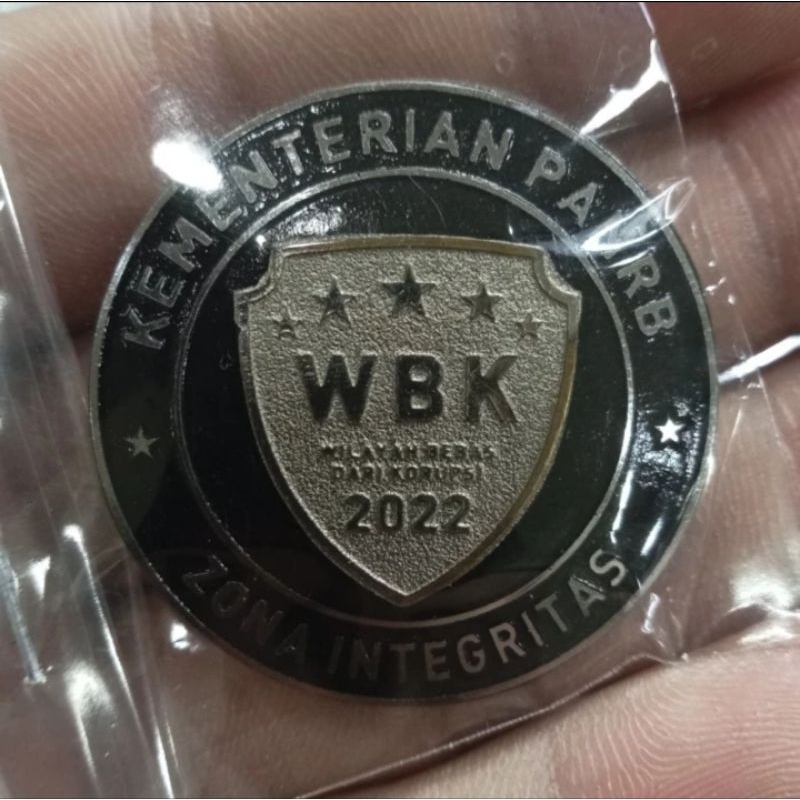 KEMENTERIAN PANRB
WBK
WILAYAH BEBAS
DARI KORUPSI
2022
ZONA INTEGRITAS